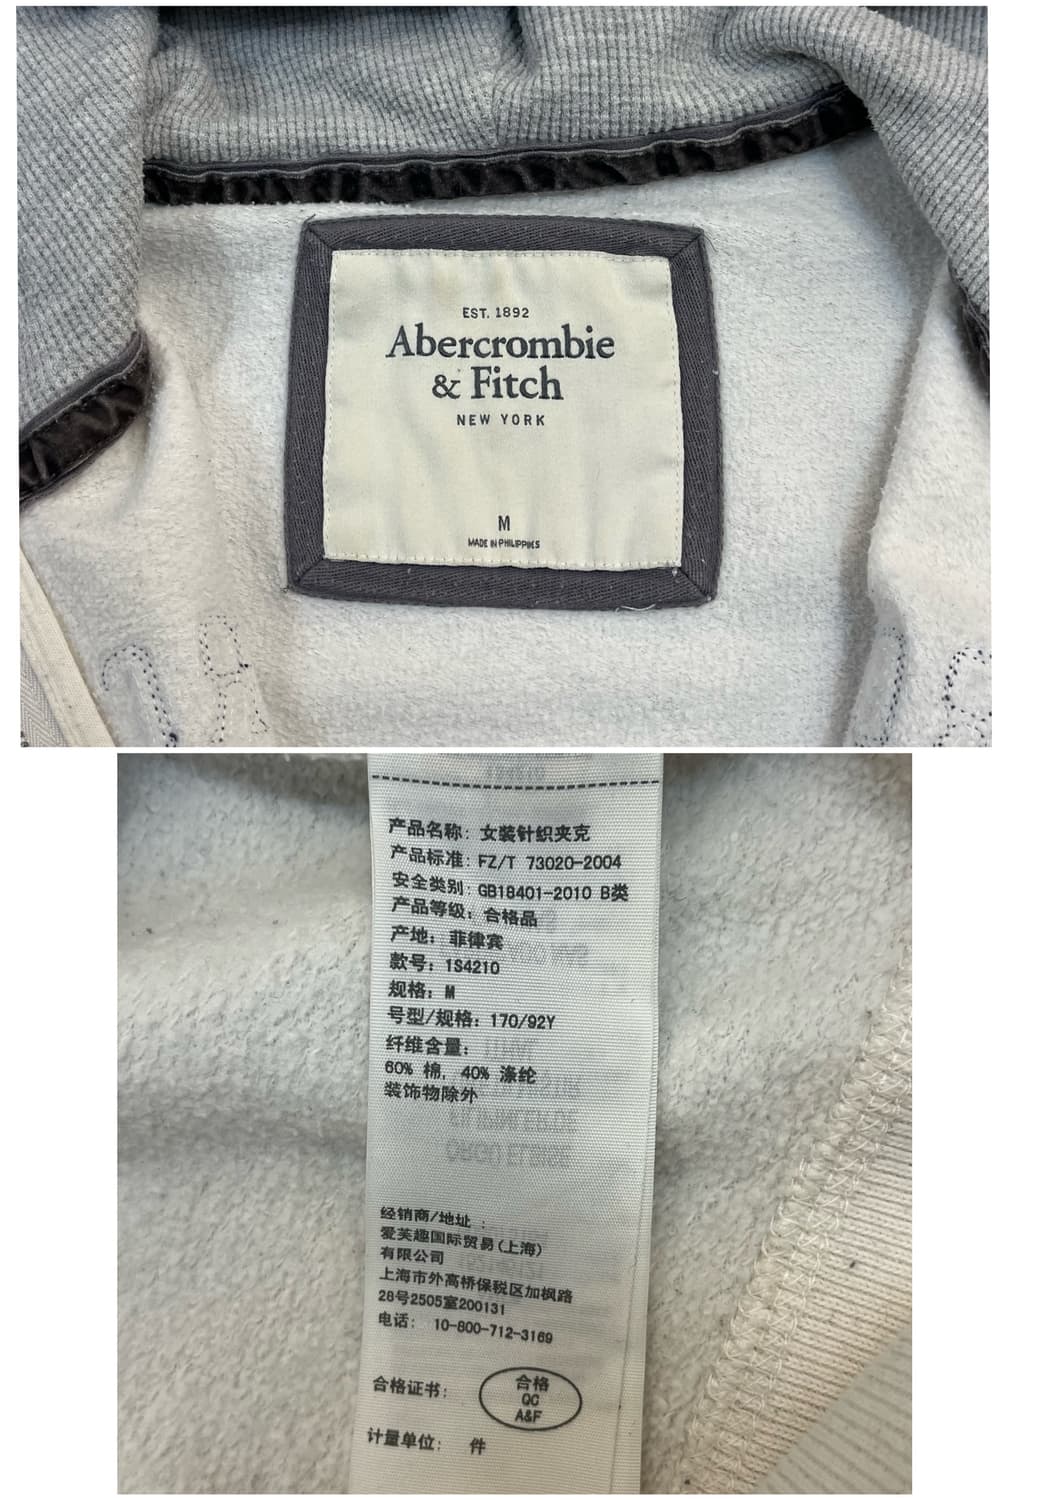 EST. 1892
Abercrombie
& Fitch
NEW YORK
M
MADE IN PHILIPPINES
产品名称: 女装针织夹克
产品标准: FZ/T 73020-2004
安全类别: GB18401-2010 B类
产品等级: 合格品
产地: 菲律宾
款号: 1S4210
规格: M
号型/规格: 170/92Y
纤维含量:
60% 棉, 40% 涤纶
装饰物除外
经销商/地址 :
爱芙趣国际贸易(上海)
有限公司
上海市外高桥保税区加枫路
28号2505室200131
电话: 10-800-712-3169
合格证书:
合格
QC
A&F
计量单位: 件